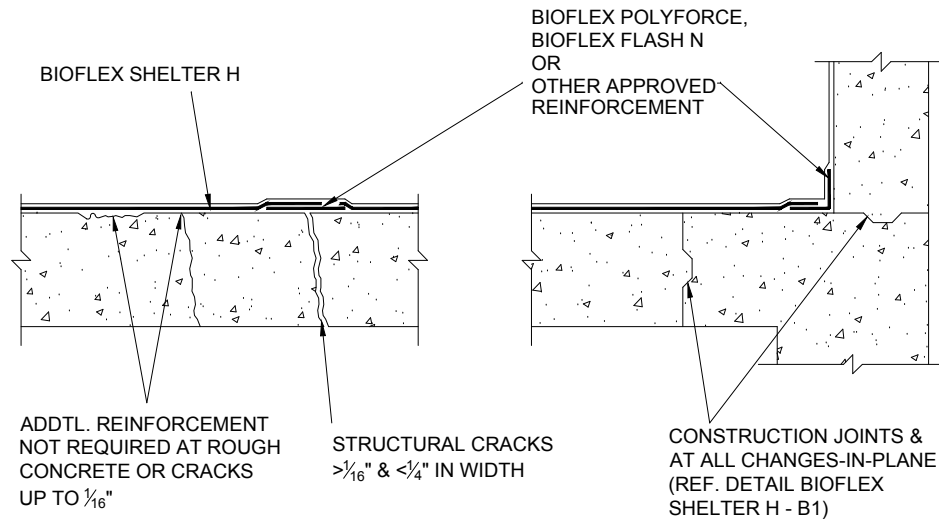 BIOFLEX POLYFORCE,
BIOFLEX FLASH N
OR
OTHER APPROVED
REINFORCEMENT
BIOFLEX SHELTER H
ADDTL. REINFORCEMENT
NOT REQUIRED AT ROUGH
CONCRETE OR CRACKS
UP TO 1⁄16"
STRUCTURAL CRACKS
>1⁄16" & <1⁄4" IN WIDTH
CONSTRUCTION JOINTS &
AT ALL CHANGES-IN-PLANE
(REF. DETAIL BIOFLEX
SHELTER H - B1)